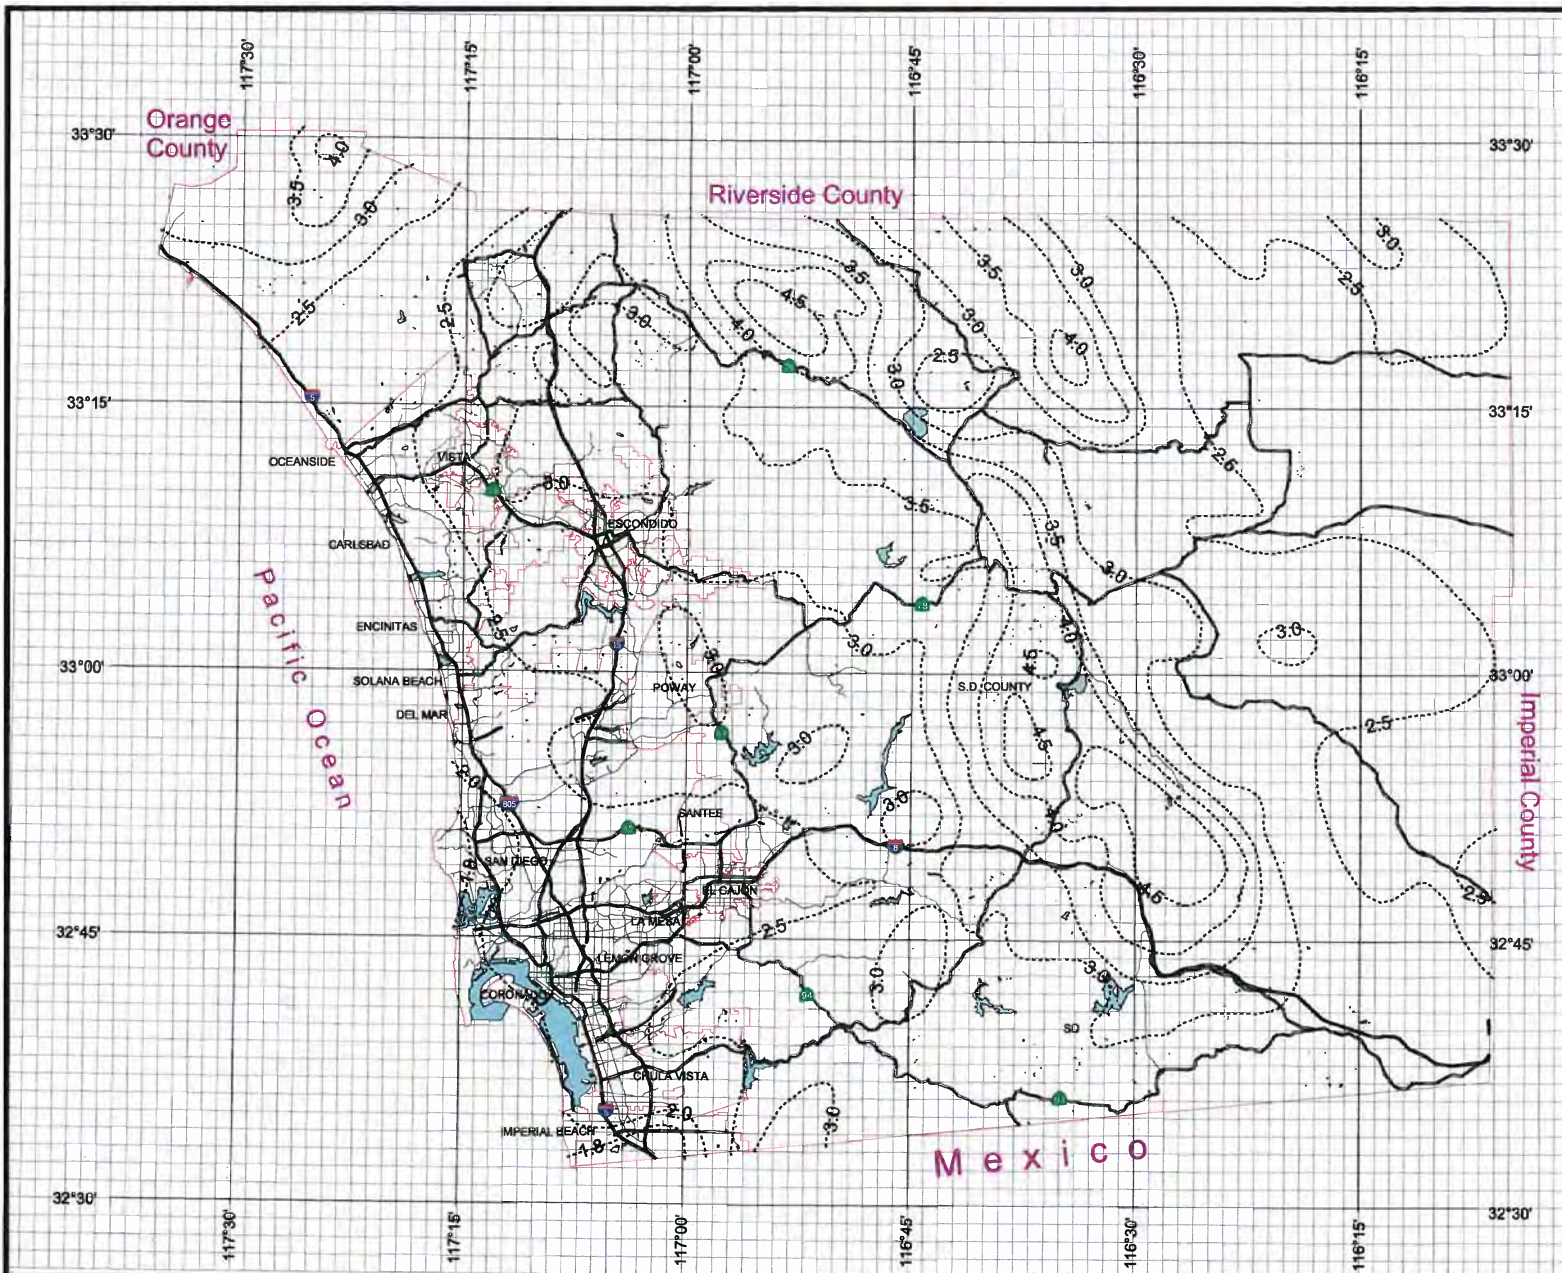 117°30'
117°15'
117°00'
116°45'
116°30'
116°15'
Orange
County
33°30'
33°30'
4.0
3.5
3.0
Riverside County
3.0
3.5
3.5
3.0
2.5
4.5
2.5
2.5
3.0
4.0
3.0
4.0
2.5
3.0
5
33°15'
33°15'
OCEANSIDE
VISTA
2.5
3.0
3.5
ESCONDIDO
3.5
CARLSBAD
3.0
79
Pacific Ocean
ENCINITAS
2.5
4.0
3.0
3.0
15
3.0
4.5
33°00'
33°00'
SOLANA BEACH
POWAY
S.D. COUNTY
DEL MAR
2.5
Imperial County
4.5
3.0
2.0
805
3.0
SANTEE
4.0
8
SAN DIEGO
1.8
EL CAJON
4.5
2.5
LA MESA
2.5
32°45'
32°45'
LEMON GROVE
3.0
3.0
CORONADO
94
SD
CHULA VISTA
2.0
3.0
IMPERIAL BEACH
1.8
Mexico
32°30'
32°30'
117°30'
117°15'
117°00'
116°45'
116°30'
116°15'